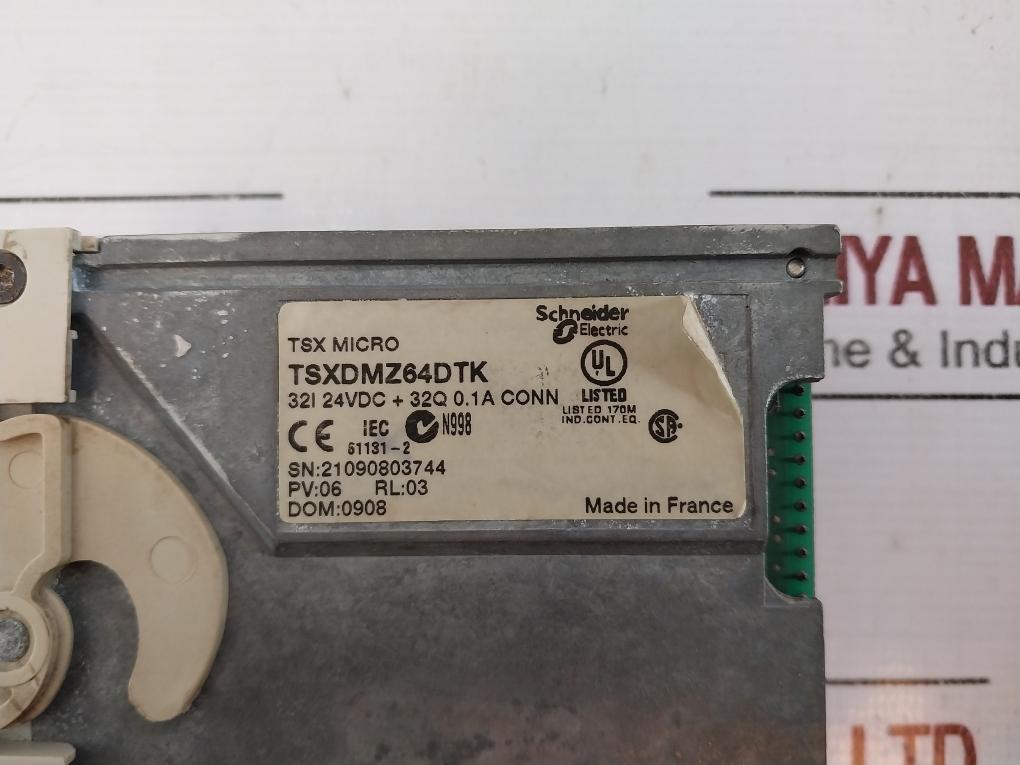 Schneider
Electric
TSX MICRO
TSXDMZ64DTK
32I 24VDC + 32Q 0.1A CONN
UL
LISTED
LISTED 170M
IND.CONT.EQ.
CE IEC N998
61131-2
SN:21090803744
PV:06 RL:03
DOM:0908
Made in France
& Indu
LTD